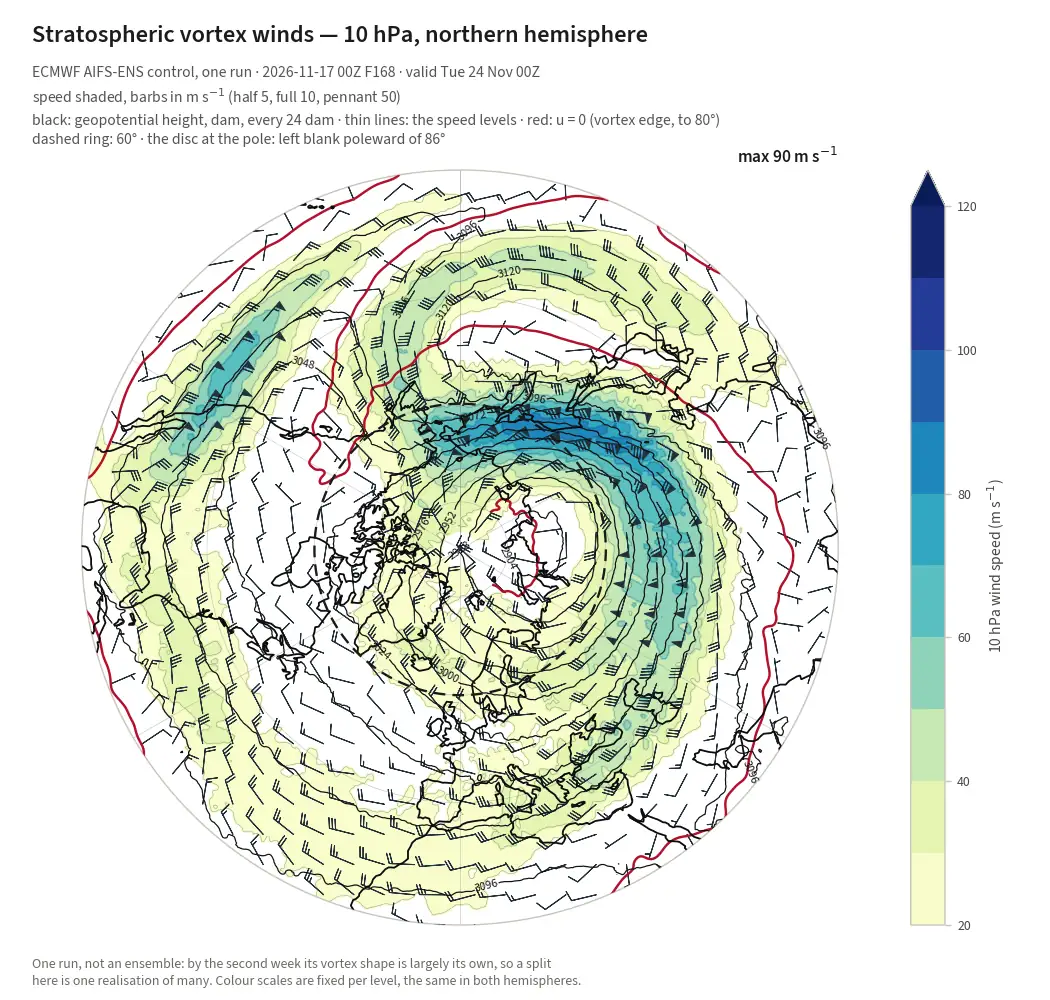 Stratospheric vortex winds — 10 hPa, northern hemisphere
ECMWF AIFS-ENS control, one run · 2026-11-17 00Z F168 · valid Tue 24 Nov 00Z
speed shaded, barbs in m s⁻¹ (half 5, full 10, pennant 50)
black: geopotential height, dam, every 24 dam · thin lines: the speed levels · red: u = 0 (vortex edge, to 80°)
dashed ring: 60° · the disc at the pole: left blank poleward of 86°
max 90 m s⁻¹
3096
3120
3120
3048
3096
3096
2952
3000
3096
3096
120
100
80
60
40
20
10 hPa wind speed (m s⁻¹)
One run, not an ensemble: by the second week its vortex shape is largely its own, so a split
here is one realisation of many. Colour scales are fixed per level, the same in both hemispheres.